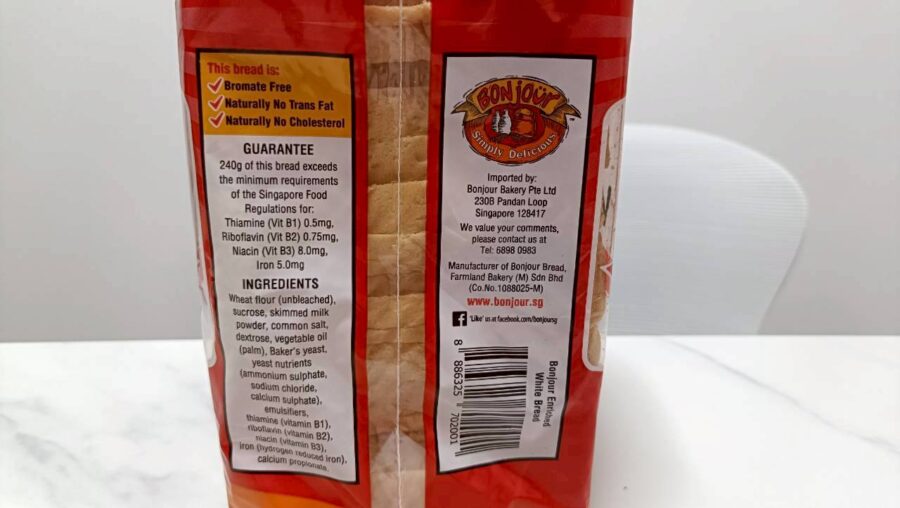 This bread is:
Bromate Free
Naturally No Trans Fat
Naturally No Cholesterol
GUARANTEE
240g of this bread exceeds
the minimum requirements
of the Singapore Food
Regulations for:
Thiamine (Vit B1) 0.5mg,
Riboflavin (Vit B2) 0.75mg,
Niacin (Vit B3) 8.0mg,
Iron 5.0mg
INGREDIENTS
Wheat flour (unbleached),
sucrose, skimmed milk
powder, common salt,
dextrose, vegetable oil
(palm), Baker's yeast,
yeast nutrients
(ammonium sulphate,
sodium chloride,
calcium sulphate),
emulsifiers,
thiamine (vitamin B1),
riboflavin (vitamin B2),
niacin (vitamin B3),
iron (hydrogen reduced iron),
calcium propionate.
BONJOUR
Simply Delicious
Imported by:
Bonjour Bakery Pte Ltd
230B Pandan Loop
Singapore 128417
We value your comments,
please contact us at
Tel: 6898 0983
Manufacturer of Bonjour Bread,
Farmland Bakery (M) Sdn Bhd
(Co.No.1088025-M)
www.bonjour.sg
f 'Like' us at facebook.com/bonjoursg
8 886325 702001
Bonjour Enriched
White Bread